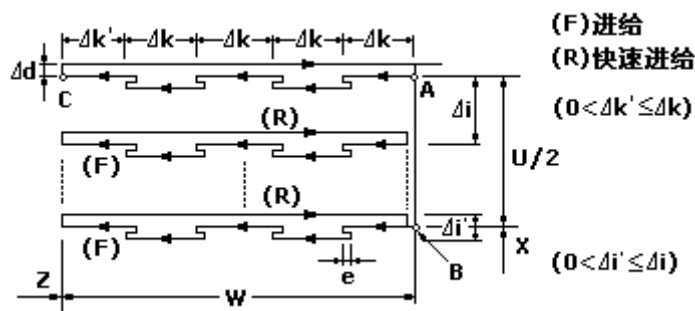 Δk' Δk Δk Δk Δk
(F)进给
(R)快速进给
Δd
C
A
(0<Δk'≤Δk)
(R)
Δi
(F)
U/2
(R)
(F)
Δi'
X
e
B
(0<Δi'≤Δi)
Z
W